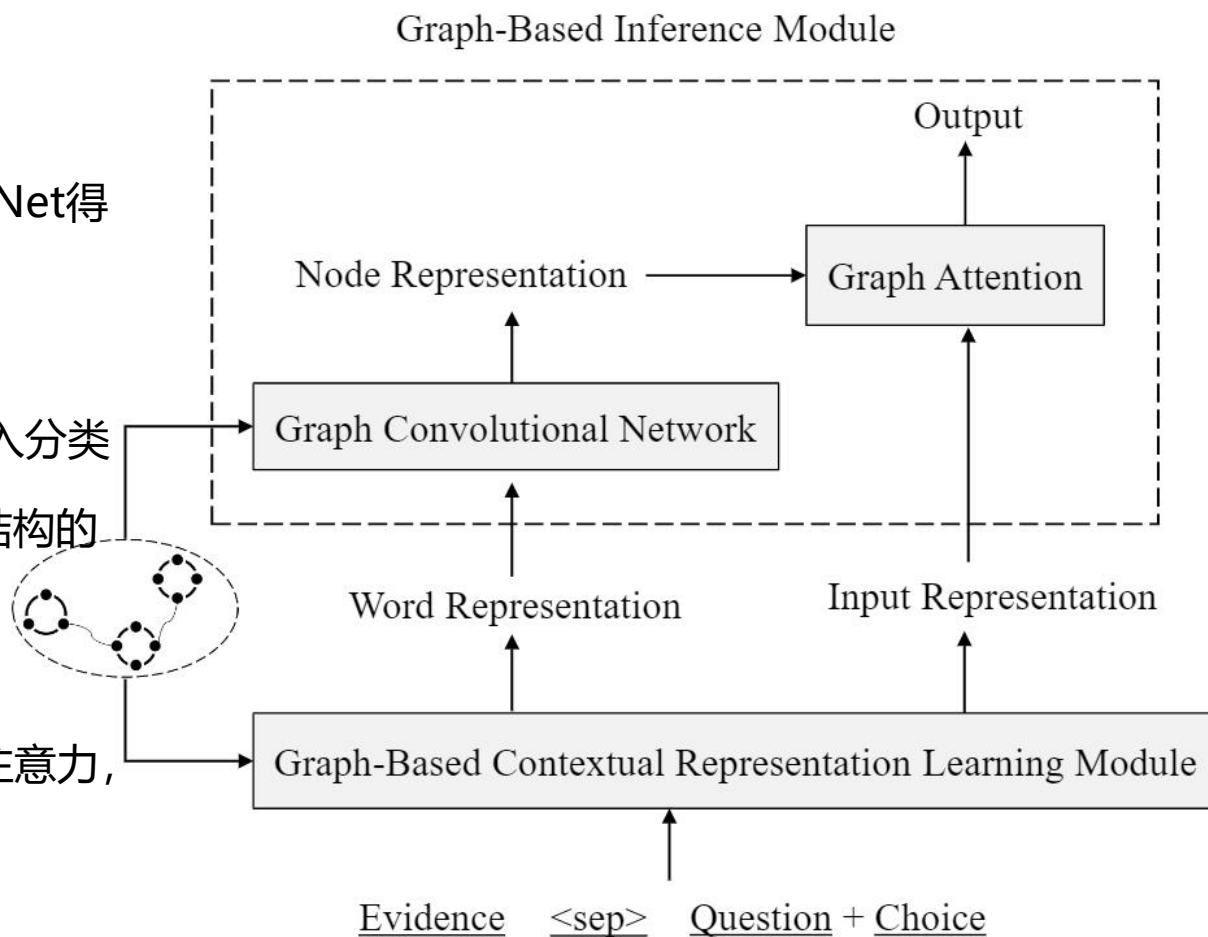 Graph-Based Inference Module
Output
Net得
Node Representation
Graph Attention
入分类
Graph Convolutional Network
结构的
Word Representation
Input Representation
注意力，
Graph-Based Contextual Representation Learning Module
Evidence <sep> Question + Choice